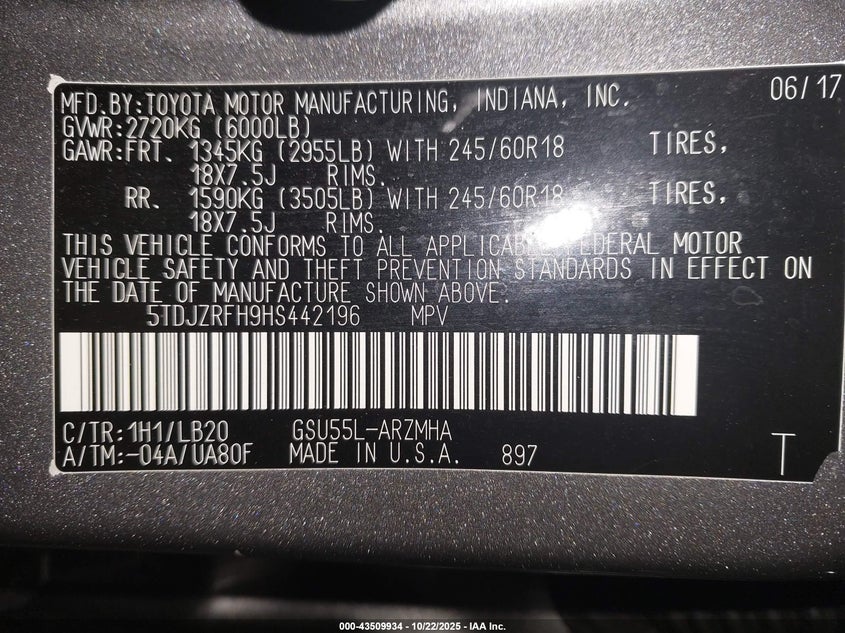 MFD.BY:TOYOTA MOTOR MANUFACTURING, INDIANA, INC. 06/17
GVWR:2720KG (6000LB)
GAWR:FRT. 1345KG (2955LB) WITH 245/60R18 TIRES,
18X7.5J RIMS.
RR. 1590KG (3505LB) WITH 245/60R18 TIRES,
18X7.5J RIMS.
THIS VEHICLE CONFORMS TO ALL APPLICABLE FEDERAL MOTOR
VEHICLE SAFETY AND THEFT PREVENTION STANDARDS IN EFFECT ON
THE DATE OF MANUFACTURE SHOWN ABOVE.
5TDJZRFH9HS442196 MPV
C/TR:1H1/LB20 GSU55L-ARZMHA
A/TM:-04A/UA80F MADE IN U.S.A. 897 T
000-43509934 - 10/22/2025 - IAA Inc.